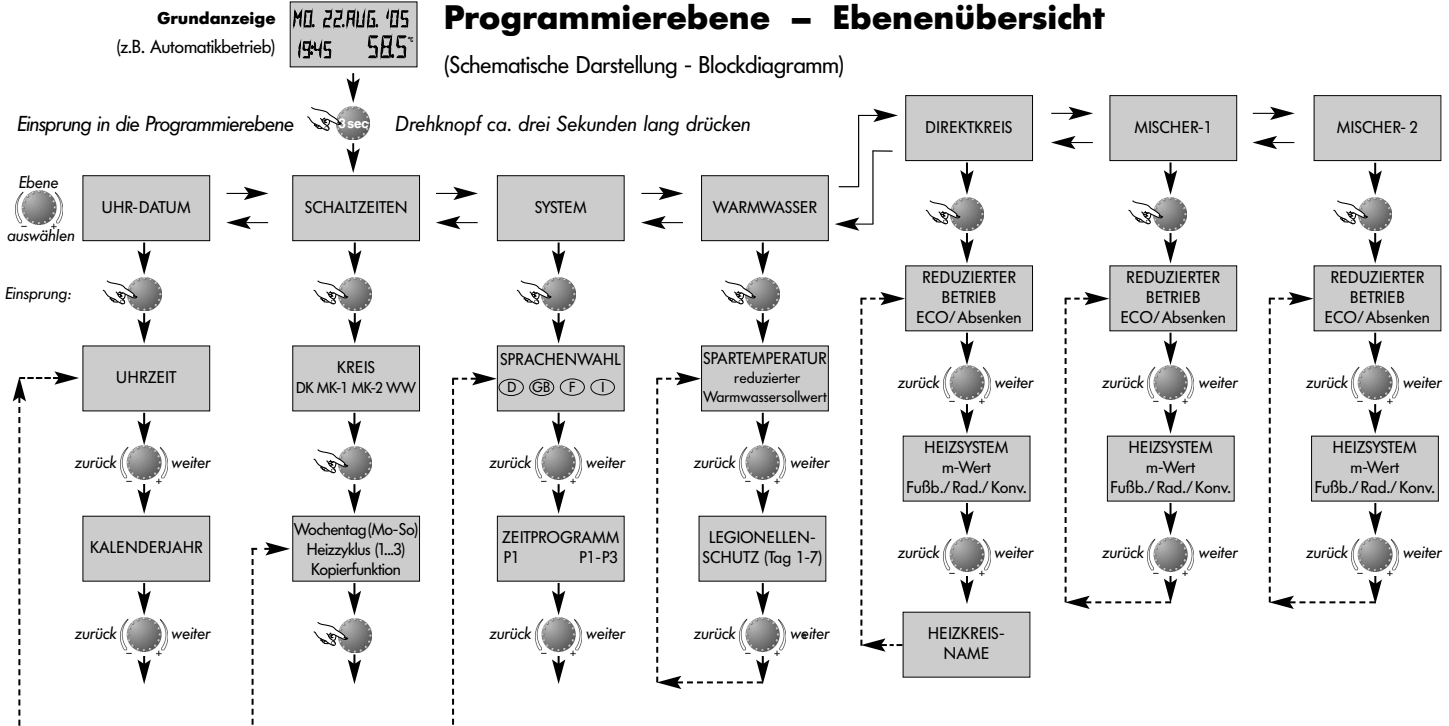 Programmierebene – Ebenenübersicht
(Schematische Darstellung - Blockdiagramm)
Grundanzeige
(z.B. Automatikbetrieb)
MO. 22.AUG. '05
19:45 58.5 °C
Einsprung in die Programmierebene
3 sec
Drehknopf ca. drei Sekunden lang drücken
Ebene
- +
auswählen
UHR-DATUM
SCHALTZEITEN
SYSTEM
WARMWASSER
DIREKTKREIS
MISCHER-1
MISCHER- 2
Einsprung:
UHRZEIT
zurück - + weiter
KALENDERJAHR
zurück - + weiter
KREIS
DK MK-1 MK-2 WW
Wochentag (Mo-So)
Heizzyklus (1...3)
Kopierfunktion
SPRACHENWAHL
D GB F I
zurück - + weiter
ZEITPROGRAMM
P1 P1-P3
zurück - + weiter
SPARTEMPERATUR
reduzierter
Warmwassersollwert
zurück - + weiter
LEGIONELLEN-
SCHUTZ (Tag 1-7)
zurück - + weiter
REDUZIERTER
BETRIEB
ECO/Absenken
zurück - + weiter
HEIZSYSTEM
m-Wert
Fußb./Rad./Konv.
zurück - + weiter
HEIZKREIS-
NAME
REDUZIERTER
BETRIEB
ECO/Absenken
zurück - + weiter
HEIZSYSTEM
m-Wert
Fußb./Rad./Konv.
zurück - + weiter
REDUZIERTER
BETRIEB
ECO/Absenken
zurück - + weiter
HEIZSYSTEM
m-Wert
Fußb./Rad./Konv.
zurück - + weiter